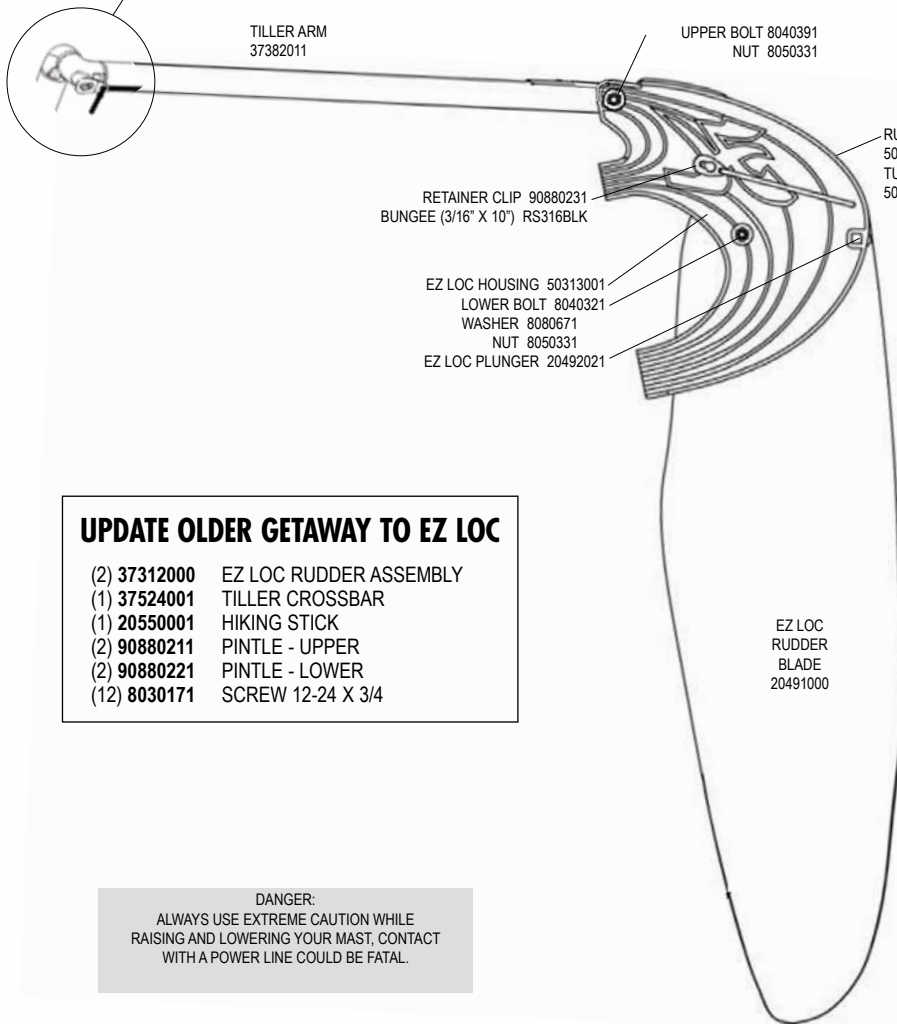 TILLER ARM
37382011
UPPER BOLT 8040391
NUT 8050331
RETAINER CLIP 90880231
BUNGEE (3/16” X 10”) RS316BLK
EZ LOC HOUSING 50313001
LOWER BOLT 8040321
WASHER 8080671
NUT 8050331
EZ LOC PLUNGER 20492021
UPDATE OLDER GETAWAY TO EZ LOC
(2) 37312000 EZ LOC RUDDER ASSEMBLY
(1) 37524001 TILLER CROSSBAR
(1) 20550001 HIKING STICK
(2) 90880211 PINTLE - UPPER
(2) 90880221 PINTLE - LOWER
(12) 8030171 SCREW 12-24 X 3/4
EZ LOC
RUDDER
BLADE
20491000
DANGER:
ALWAYS USE EXTREME CAUTION WHILE
RAISING AND LOWERING YOUR MAST, CONTACT
WITH A POWER LINE COULD BE FATAL.